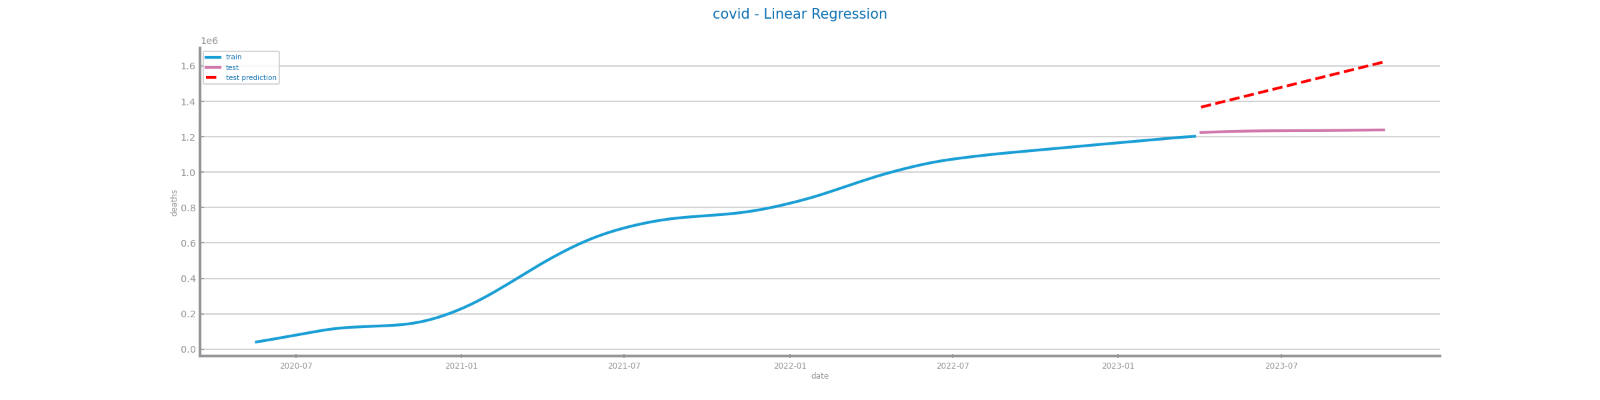 covid - Linear Regression
1e6
train
test
test prediction
1.6
1.4
1.2
1.0
0.8
0.6
0.4
0.2
0.0
deaths
2020-07
2021-01
2021-07
2022-01
2022-07
2023-01
2023-07
date